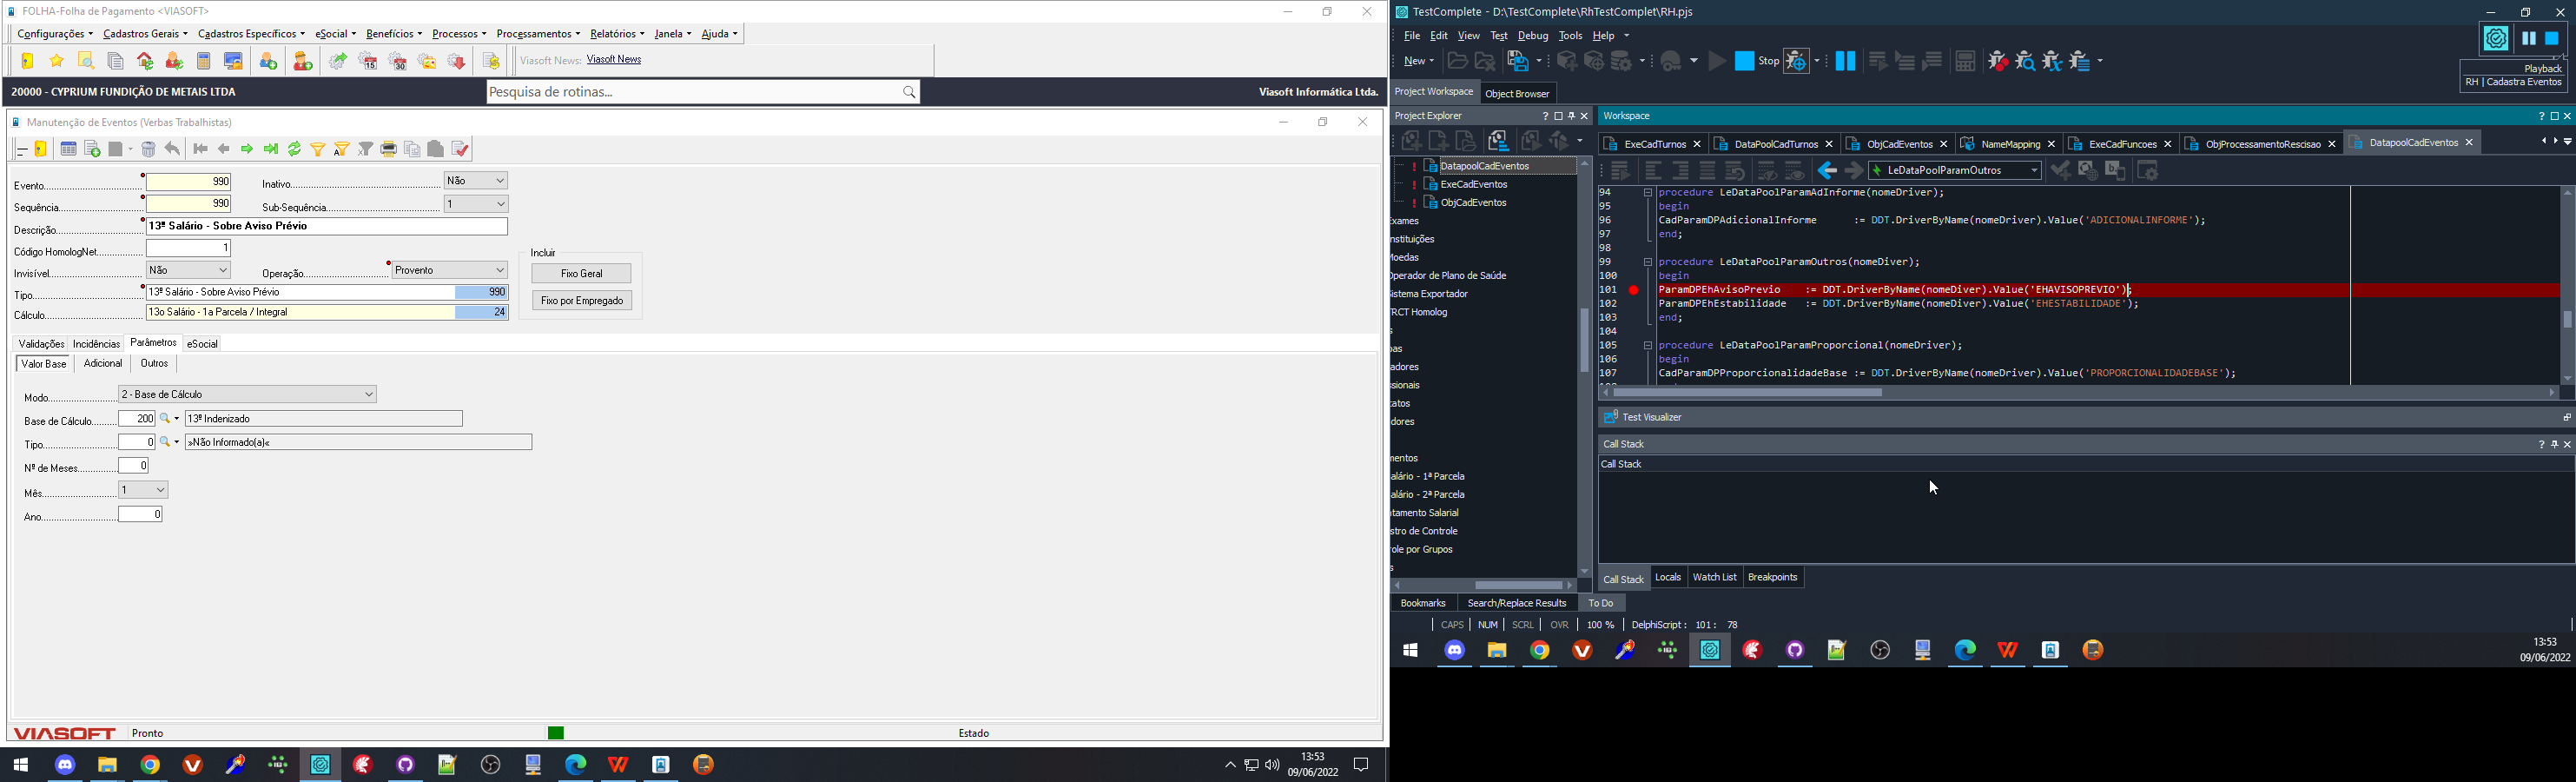 FOLHA-Folha de Pagamento <VIASOFT>
Configurações Cadastros Gerais Cadastros Específicos eSocial Benefícios Processos Processamentos Relatórios Janela Ajuda
Viasoft News: Viasoft News
20000 - CYPRIUM FUNDIÇÃO DE METAIS LTDA
Pesquisa de rotinas...
Viasoft Informática Ltda.
Manutenção de Eventos (Verbas Trabalhistas)
Evento 990 Inativo Não
Sequência 990 Sub-Sequência 1
Descrição 13º Salário - Sobre Aviso Prévio
Código HomologNet 1
Incluir
Invisível Não Operação Provento
Fixo Geral
Tipo 13º Salário - Sobre Aviso Prévio 990
Fixo por Empregado
Cálculo 13o Salário - 1a Parcela / Integral 24
Validações Incidências Parâmetros eSocial
Valor Base Adicional Outros
Modo 2 - Base de Cálculo
Base de Cálculo 200 13º Indenizado
Tipo 0 »Não Informado(a)«
Nº de Meses 0
Mês 1
Ano 0
VIASOFT Pronto Estado
13:53
09/06/2022
TestComplete - D:\TestComplete\RhTestComplet\RH.pjs
File Edit View Test Debug Tools Help
New Stop
Playback
RH | Cadastra Eventos
Project Workspace Object Browser
Project Explorer
Workspace
ExeCadTurnos DataPoolCadTurnos ObjCadEventos NameMapping ExeCadFuncoes ObjProcessamentoRescisao DatapoolCadEventos
LeDataPoolParamOutros
DatapoolCadEventos
ExeCadEventos
ObjCadEventos
xames
nstituições
oedas
perador de Plano de Saúde
istema Exportador
RCT Homolog
s
as
adores
ssionais
tatos
dores
mentos
alário - 1ª Parcela
alário - 2ª Parcela
tamento Salarial
stro de Controle
role por Grupos
s
94 procedure LeDataPoolParamAdInforme(nomeDriver);
95 begin
96 CadParamDPAdicionalInforme := DDT.DriverByName(nomeDriver).Value('ADICIONALINFORME');
97 end;
98
99 procedure LeDataPoolParamOutros(nomeDiver);
100 begin
101 ParamDPEhAvisoPrevio := DDT.DriverByName(nomeDiver).Value('EHAVISOPREVIO');
102 ParamDPEhEstabilidade := DDT.DriverByName(nomeDiver).Value('EHESTABILIDADE');
103 end;
104
105 procedure LeDataPoolParamProporcional(nomeDriver);
106 begin
107 CadParamDPProporcionalidadeBase := DDT.DriverByName(nomeDriver).Value('PROPORCIONALIDADEBASE');
Test Visualizer
Call Stack
Call Stack
Call Stack Locals Watch List Breakpoints
Bookmarks Search/Replace Results To Do
CAPS NUM SCRL OVR 100 % DelphiScript: 101: 78
13:53
09/06/2022